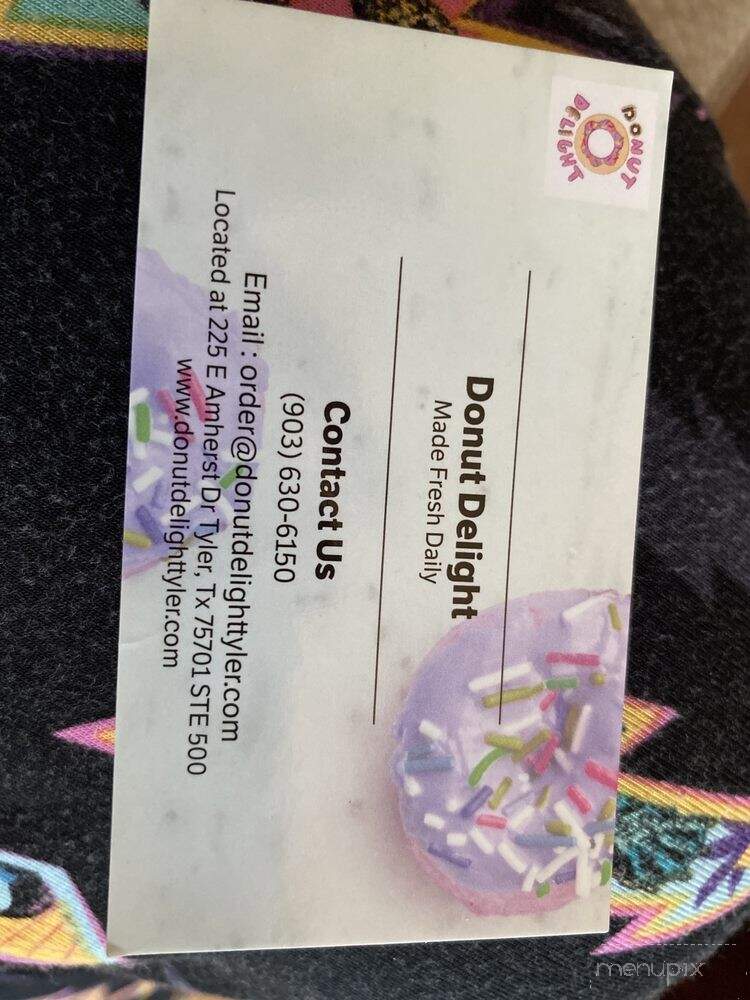 DONUT
DELIGHT
Donut Delight
Made Fresh Daily
Contact Us
(903) 630-6150
Email : order@donutdelighttyler.com
Located at 225 E Amherst Dr Tyler, Tx 75701 STE 500
www.donutdelighttyler.com
menupix